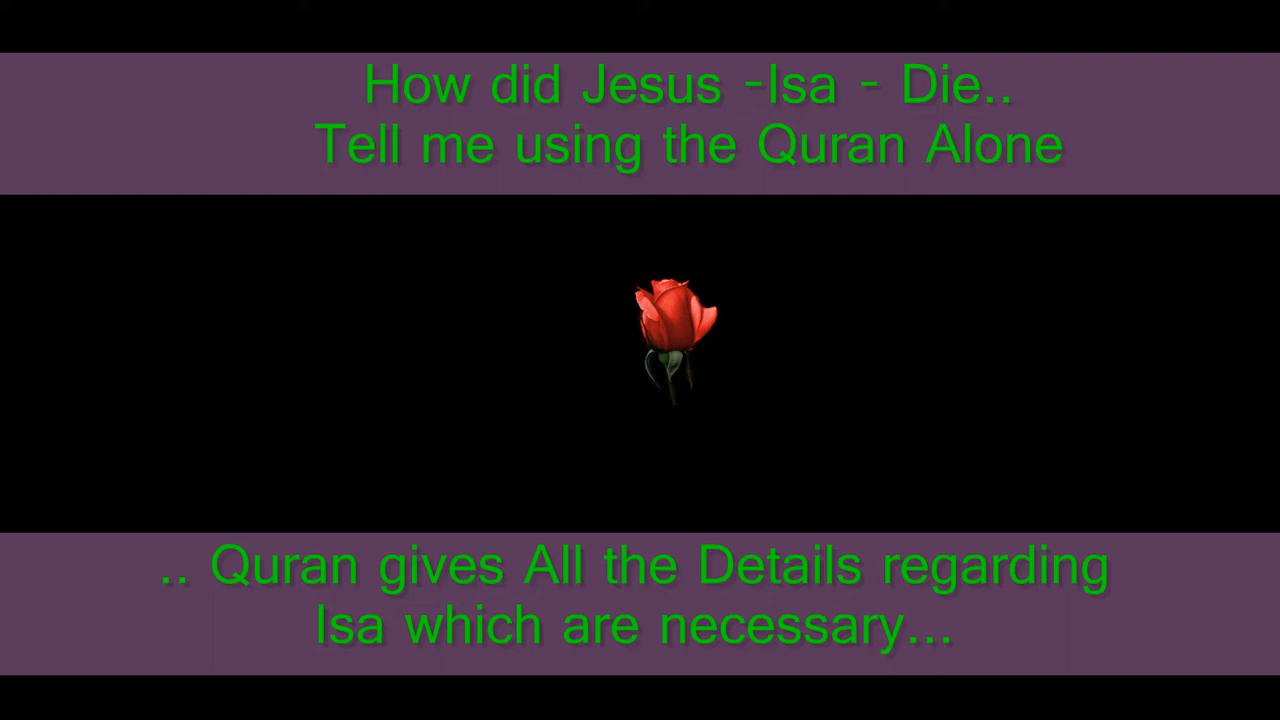 How did Jesus -Isa - Die..
Tell me using the Quran Alone
.. Quran gives All the Details regarding
Isa which are necessary...